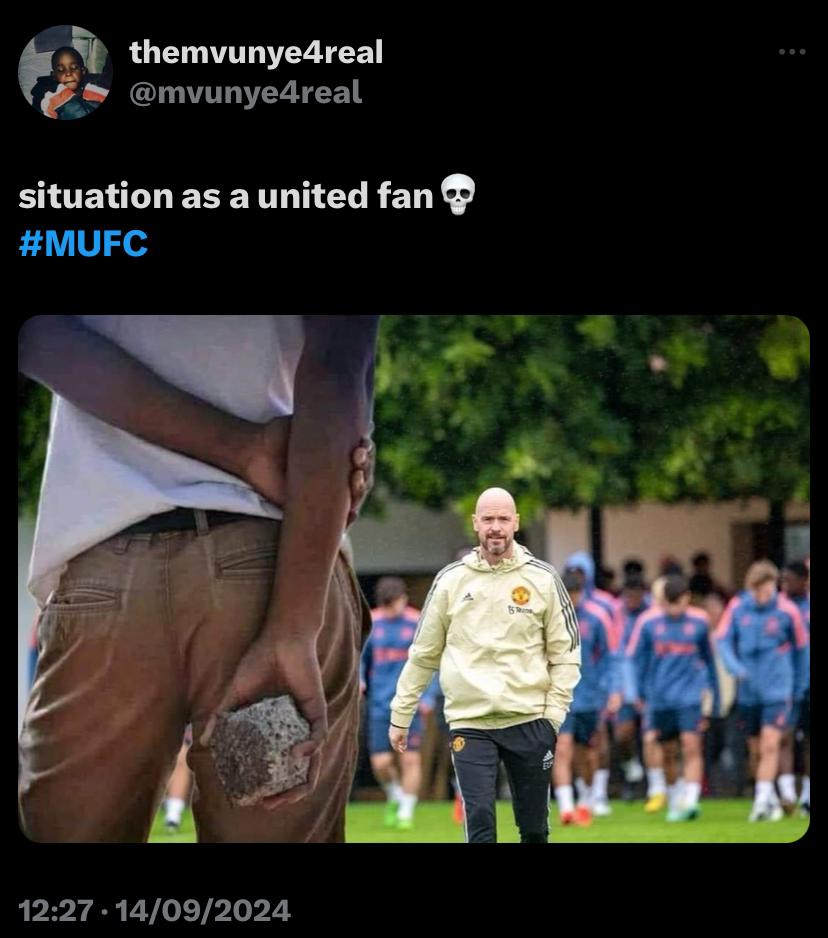 themvunye4real
@mvunye4real
situation as a united fan💀
#MUFC
12:27 · 14/09/2024